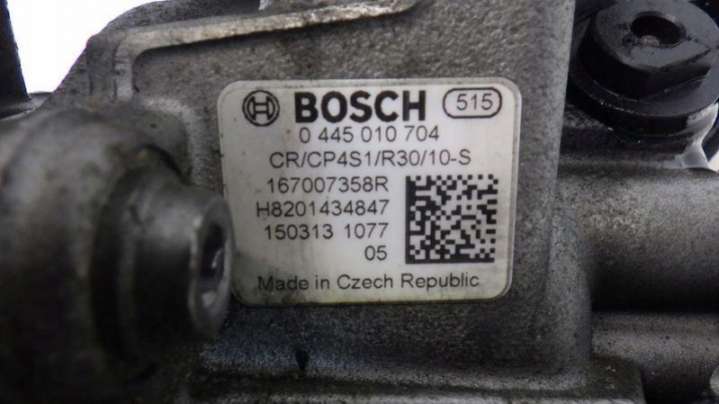 BOSCH 515
0 445 010 704
CR/CP4S1/R30/10-S
167007358R
H8201434847
150313 1077
05
Made in Czech Republic